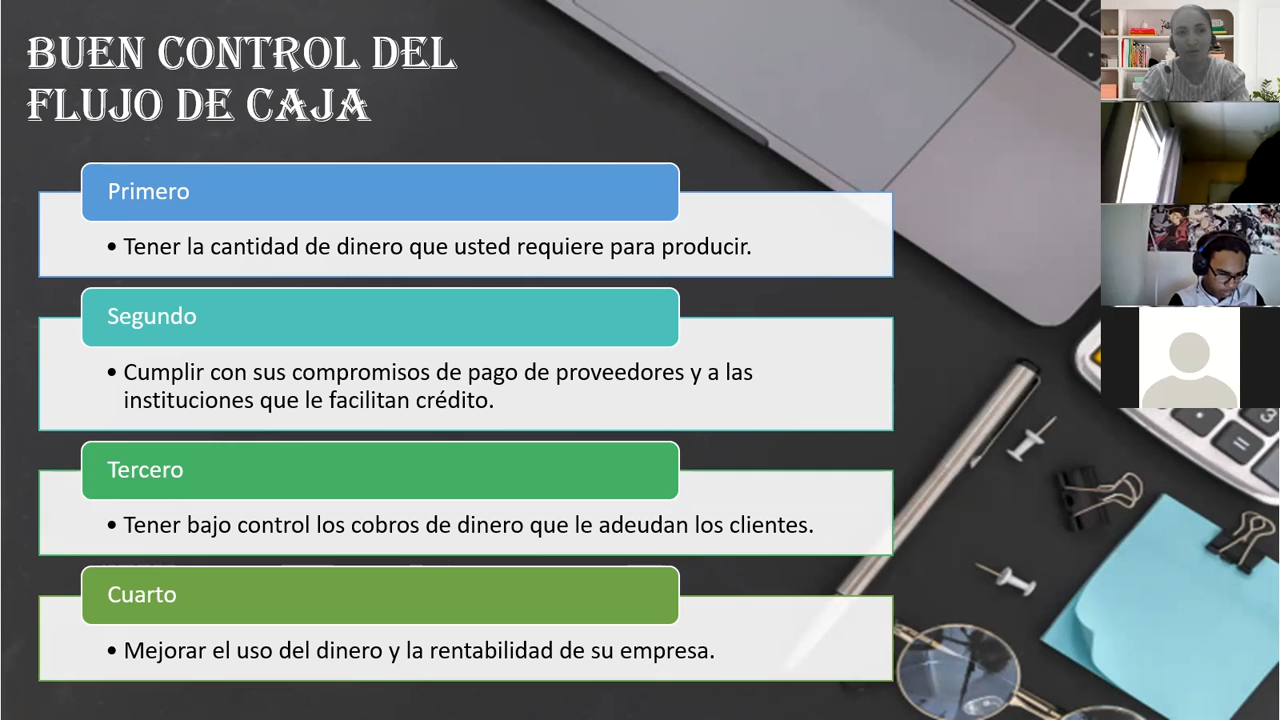 BUEN CONTROL DEL
FLUJO DE CAJA
Primero
• Tener la cantidad de dinero que usted requiere para producir.
Segundo
• Cumplir con sus compromisos de pago de proveedores y a las
instituciones que le facilitan crédito.
Tercero
• Tener bajo control los cobros de dinero que le adeudan los clientes.
Cuarto
• Mejorar el uso del dinero y la rentabilidad de su empresa.